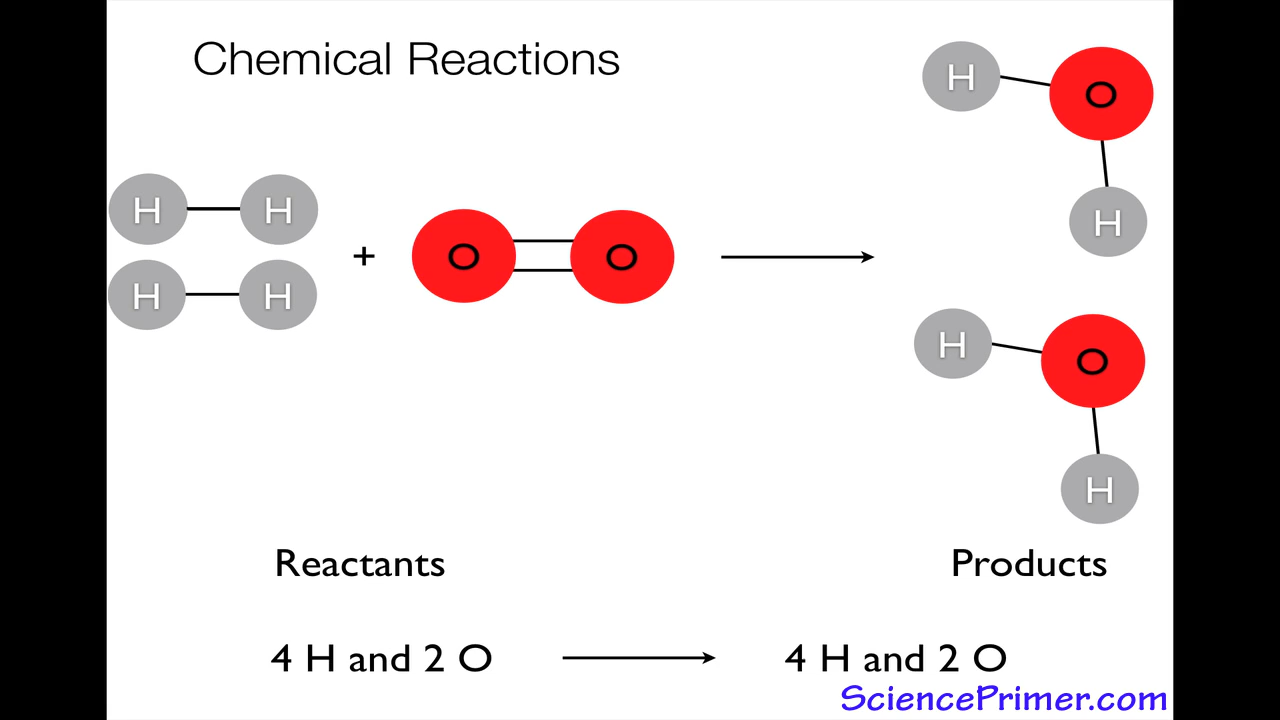 Chemical Reactions
H O
H
H H
H H
+ O O
H O
H
Reactants Products
4 H and 2 O 4 H and 2 O
SciencePrimer.com